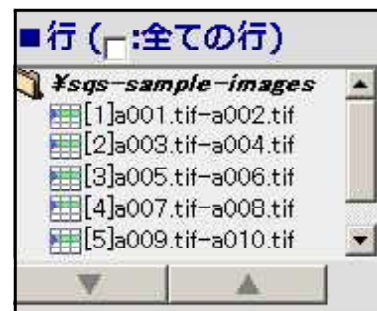 ■行 (□:全ての行)
¥sqs-sample-images
[1]a001.tif-a002.tif
[2]a003.tif-a004.tif
[3]a005.tif-a006.tif
[4]a007.tif-a008.tif
[5]a009.tif-a010.tif